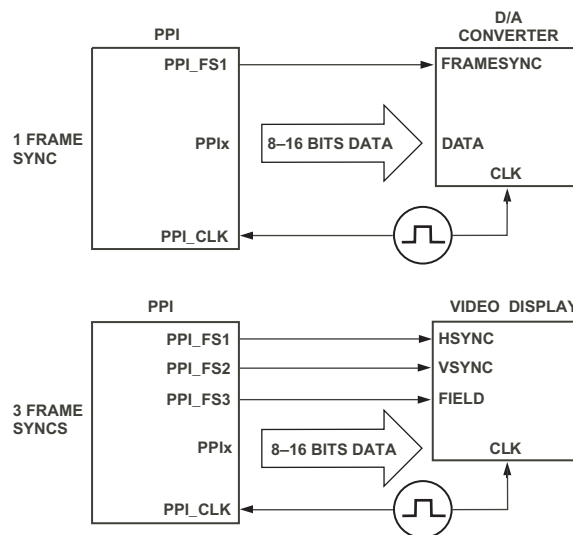 PPI
D/A
CONVERTER
PPI_FS1
FRAMESYNC
1 FRAME
SYNC
PPIx
8–16 BITS DATA
DATA
CLK
PPI_CLK
PPI
VIDEO DISPLAY
PPI_FS1
HSYNC
PPI_FS2
VSYNC
PPI_FS3
FIELD
3 FRAME
SYNCS
PPIx
8–16 BITS DATA
CLK
PPI_CLK